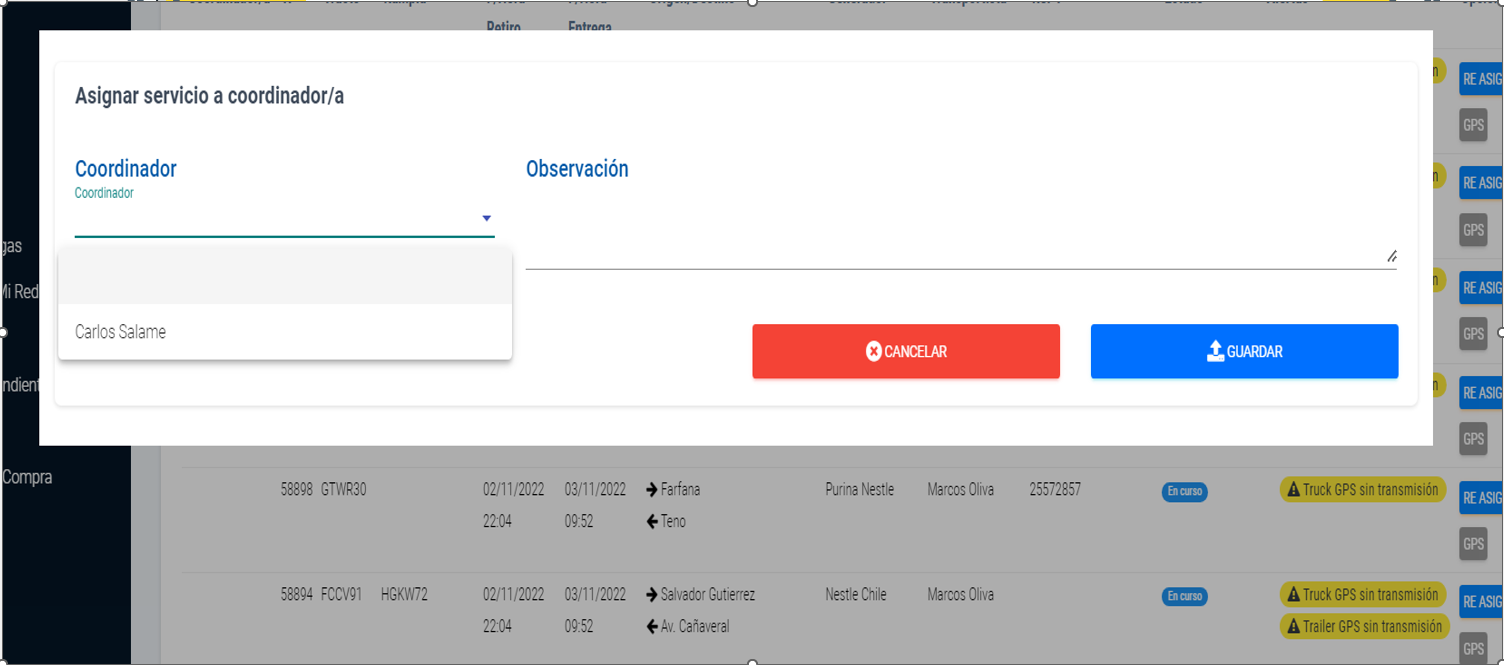 Retiro Entrega
Asignar servicio a coordinador/a
Coordinador
Coordinador
Observación
Carlos Salame
CANCELAR
GUARDAR
gas
Mi Red
ndient
Compra
RE ASIG
GPS
RE ASIG
GPS
RE ASIG
GPS
RE ASIG
GPS
58898 GTWR30 02/11/2022 03/11/2022 Farfana Purina Nestle Marcos Oliva 25572857 En curso Truck GPS sin transmisión RE ASIG
22:04 09:52 Teno
GPS
58894 FCCV91 HGKW72 02/11/2022 03/11/2022 Salvador Gutierrez Nestle Chile Marcos Oliva En curso Truck GPS sin transmisión RE ASIG
22:04 09:52 Av. Cañaveral Trailer GPS sin transmisión
GPS